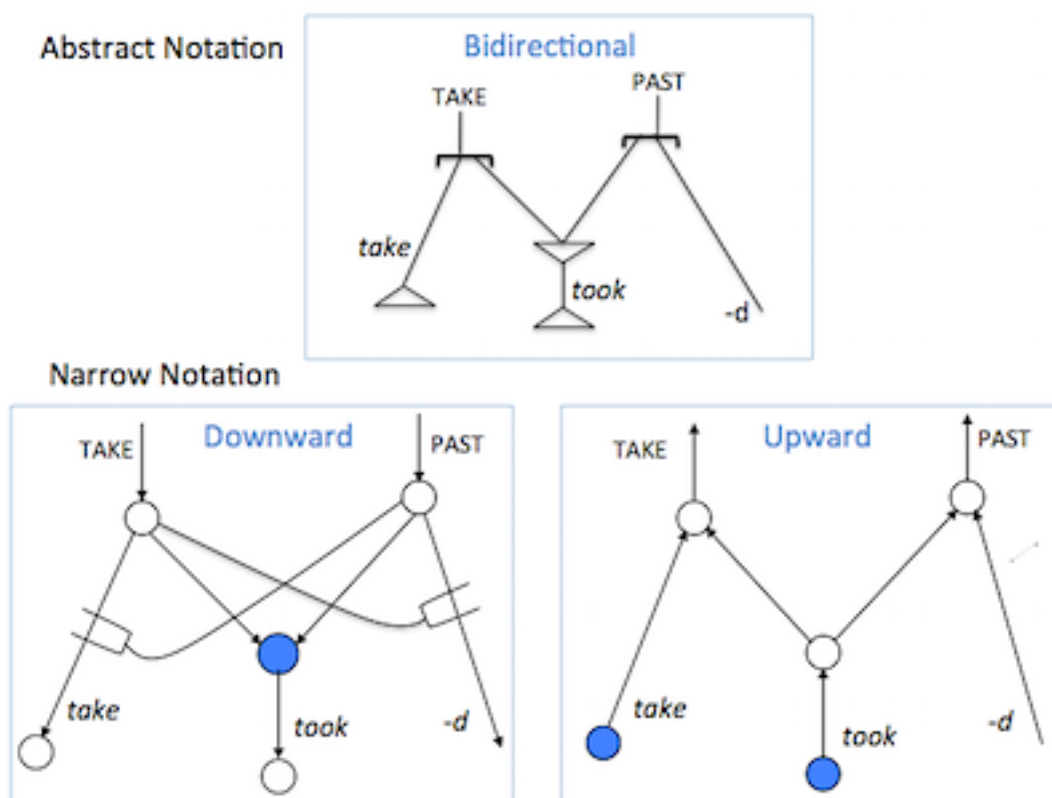 Abstract Notation
Bidirectional
TAKE
PAST
take
took
-d
Narrow Notation
Downward
TAKE
PAST
take
took
-d
Upward
TAKE
PAST
take
took
-d